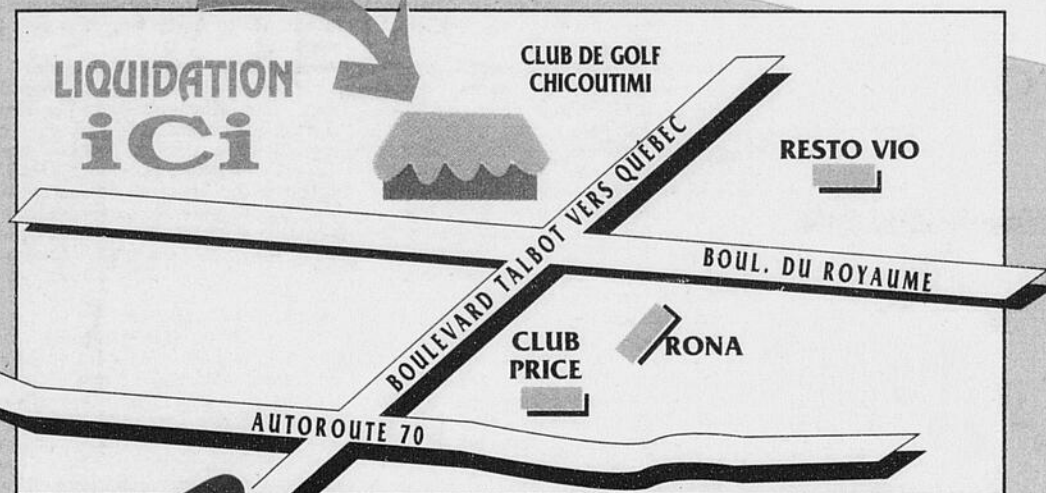 LIQUIDATION
iCi
CLUB DE GOLF
CHICOUTIMI
RESTO VIO
BOULEVARD TALBOT VERS QUÉBEC
BOUL. DU ROYAUME
CLUB
PRICE
RONA
AUTOROUTE 70